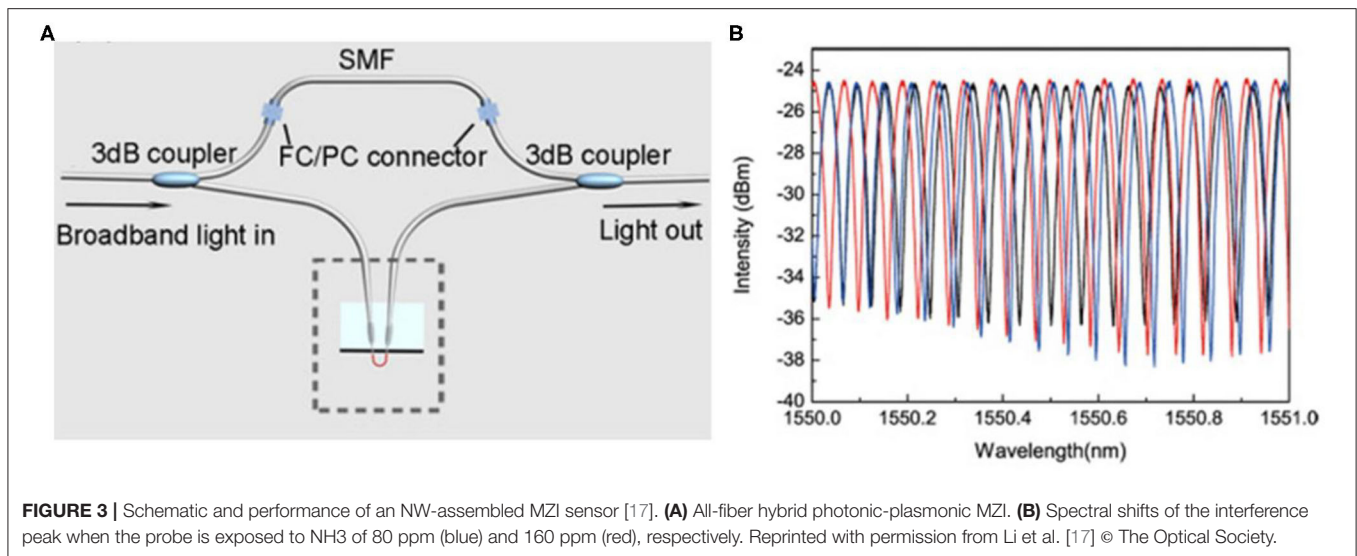 A
SMF
3dB coupler
FC/PC connector
3dB coupler
Broadband light in
Light out
B
-24
-26
-28
-30
-32
-34
-36
-38
-40
Intensity (dBm)
1550.0 1550.2 1550.4 1550.6 1550.8 1551.0
Wavelength(nm)
FIGURE 3 | Schematic and performance of an NW-assembled MZI sensor [17]. (A) All-fiber hybrid photonic-plasmonic MZI. (B) Spectral shifts of the interference
peak when the probe is exposed to NH3 of 80 ppm (blue) and 160 ppm (red), respectively. Reprinted with permission from Li et al. [17] © The Optical Society.